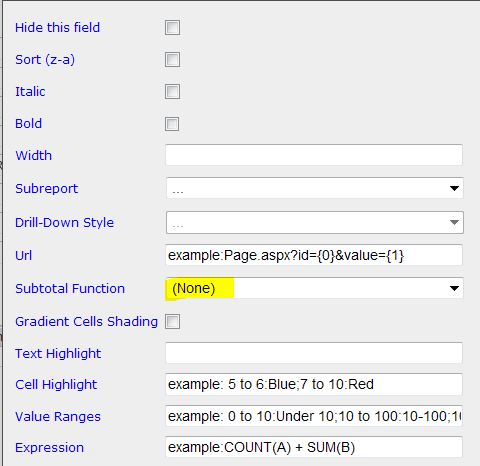 Hide this field
Sort (z-a)
Italic
Bold
Width
Subreport ...
Drill-Down Style ...
Url example:Page.aspx?id={0}&value={1}
Subtotal Function (None)
Gradient Cells Shading
Text Highlight
Cell Highlight example: 5 to 6:Blue;7 to 10:Red
Value Ranges example: 0 to 10:Under 10;10 to 100:10-100;10
Expression example:COUNT(A) + SUM(B)